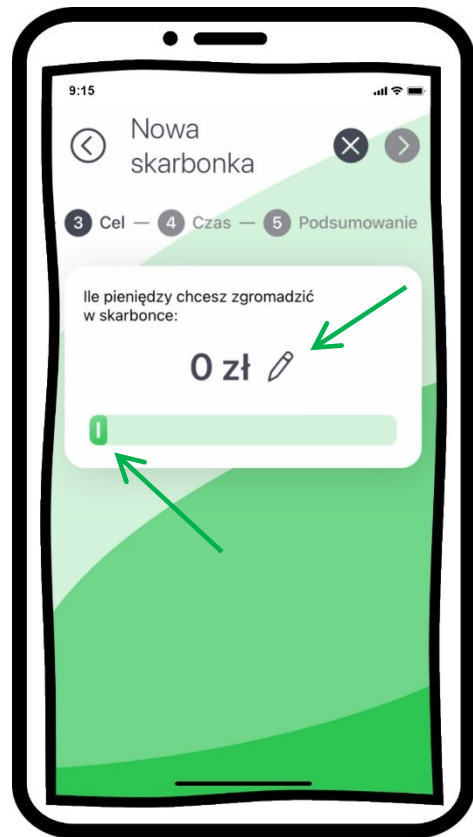 9:15
Nowa
skarbonka
3 Cel — 4 Czas — 5 Podsumowanie
Ile pieniędzy chcesz zgromadzić
w skarbonce:
0 zł